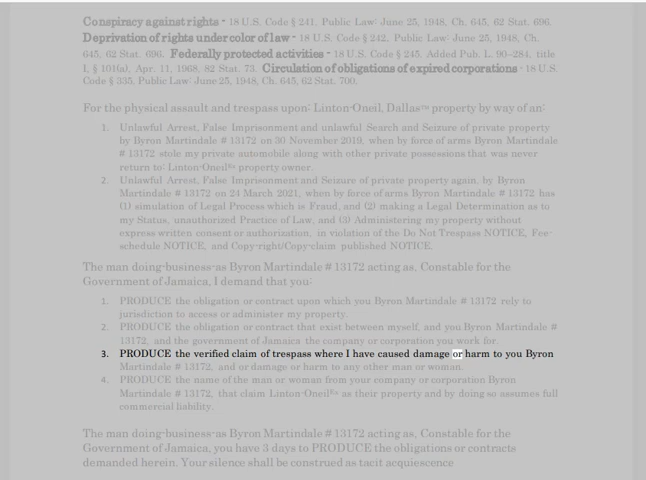 Conspiracy against rights - 18 U.S. Code § 241, Public Law: June 25, 1948, Ch. 645, 62 Stat. 696.
Deprivation of rights under color of law - 18 U.S. Code § 242, Public Law: June 25, 1948, Ch.
645, 62 Stat. 696. Federally protected activities - 18 U.S. Code § 245, Added Pub. L. 90–284, title
I, § 101(a), Apr. 11, 1968, 82 Stat. 73. Circulation of obligations of expired corporations - 18 U.S.
Code § 335, Public Law: June 25, 1948, Ch. 645, 62 Stat. 700.
For the physical assault and trespass upon: Linton-Oneil, Dallas™ property by way of an:
1. Unlawful Arrest, False Imprisonment and unlawful Search and Seizure of private property
by Byron Martindale # 13172 on 30 November 2019, when by force of arms Byron Martindale
# 13172 stole my private automobile along with other private possessions that was never
return to: Linton-Oneil property owner.
2. Unlawful Arrest, False Imprisonment and Seizure of private property again, by Byron
Martindale # 13172 on 24 March 2021, when by force of arms Byron Martindale # 13172 has
(1) simulation of Legal Process which is Fraud, and (2) making a Legal Determination as to
my Status, unauthorized Practice of Law, and (3) Administering my property without
express written consent or authorization, in violation of the Do Not Trespass NOTICE, Fee-
schedule NOTICE, and Copy-right/Copy-claim published NOTICE.
The man doing-business-as Byron Martindale # 13172 acting as, Constable for the
Government of Jamaica, I demand that you:
1. PRODUCE the obligation or contract upon which you Byron Martindale # 13172 rely to
jurisdiction to access or administer my property.
2. PRODUCE the obligation or contract that exist between myself, and you Byron Martindale #
13172, and the government of Jamaica the company or corporation you work for.
3. PRODUCE the verified claim of trespass where I have caused damage or harm to you Byron
Martindale # 13172, and or damage or harm to any other man or woman.
4. PRODUCE the name of the man or woman from your company or corporation Byron
Martindale # 13172, that claim Linton-Oneil as their property and by doing so assumes full
commercial liability.
The man doing-business-as Byron Martindale # 13172 acting as, Constable for the
Government of Jamaica, you have 3 days to PRODUCE the obligations or contracts
demanded herein. Your silence shall be construed as tacit acquiescence